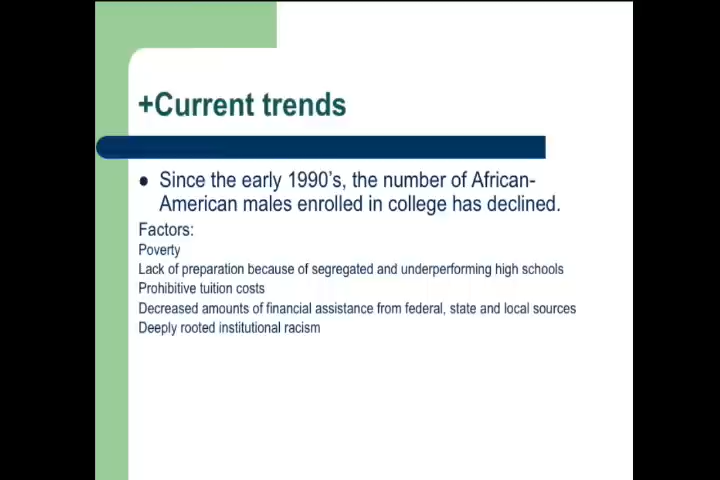 +Current trends
● Since the early 1990's, the number of African-
American males enrolled in college has declined.
Factors:
Poverty
Lack of preparation because of segregated and underperforming high schools
Prohibitive tuition costs
Decreased amounts of financial assistance from federal, state and local sources
Deeply rooted institutional racism